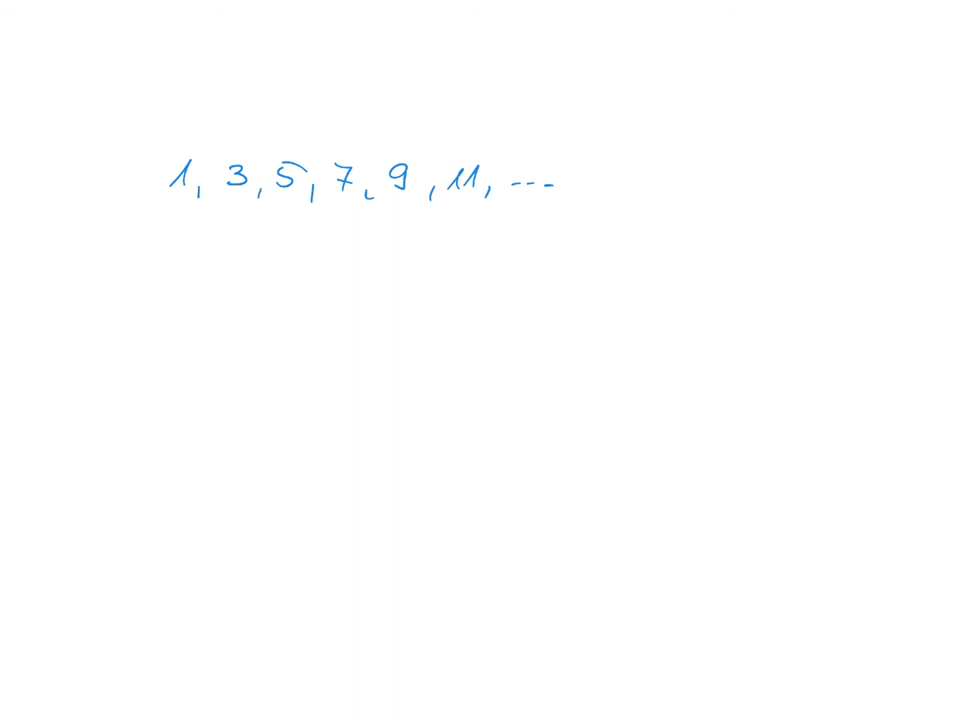 1, 3, 5, 7, 9, 11, ---